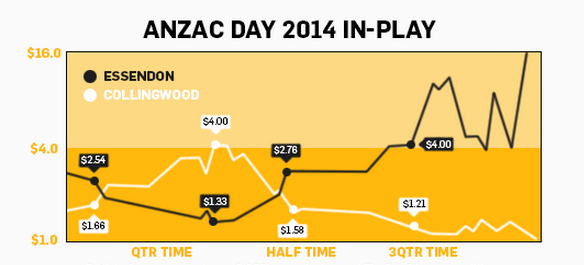 ANZAC DAY 2014 IN-PLAY
$16.0
ESSENDON
COLLINGWOOD
$4.00
$4.0
$2.54
$2.76
$4.00
$1.33
$1.21
$1.66
$1.58
$1.0
QTR TIME
HALF TIME
3QTR TIME